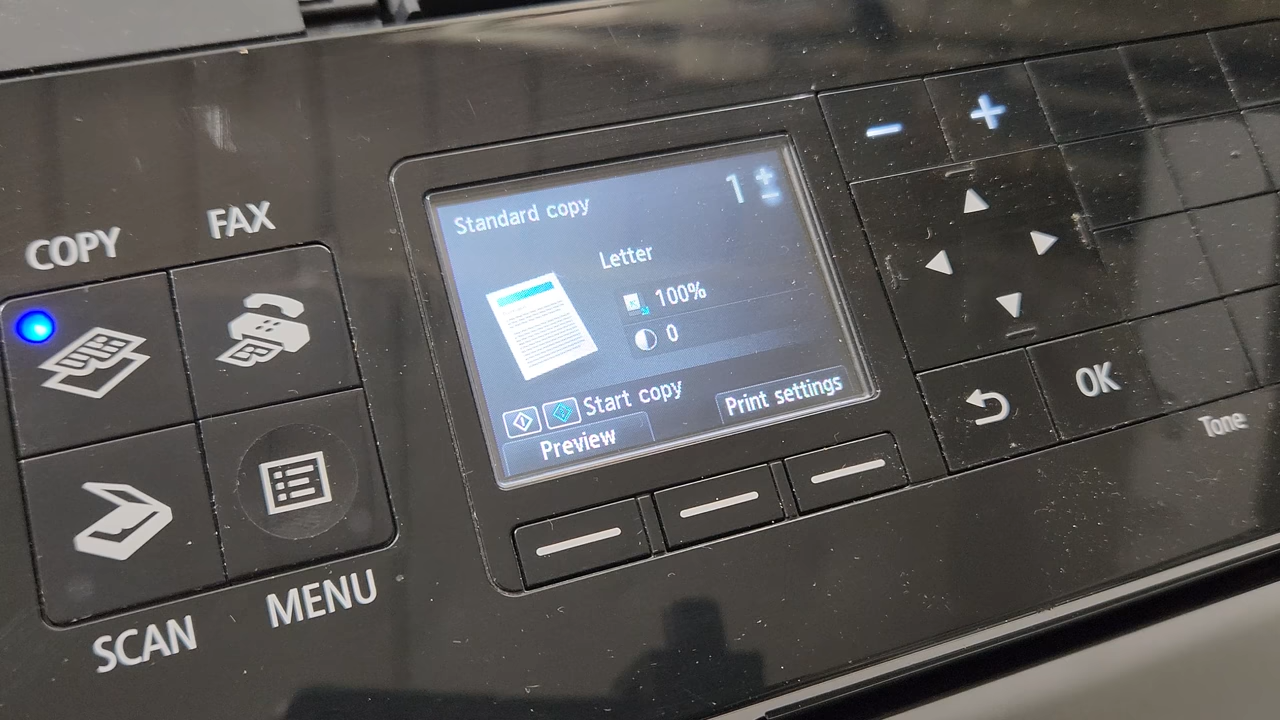 COPY
FAX
SCAN
MENU
Standard copy
1
Letter
100%
0
Start copy
Preview
Print settings
OK
Tone